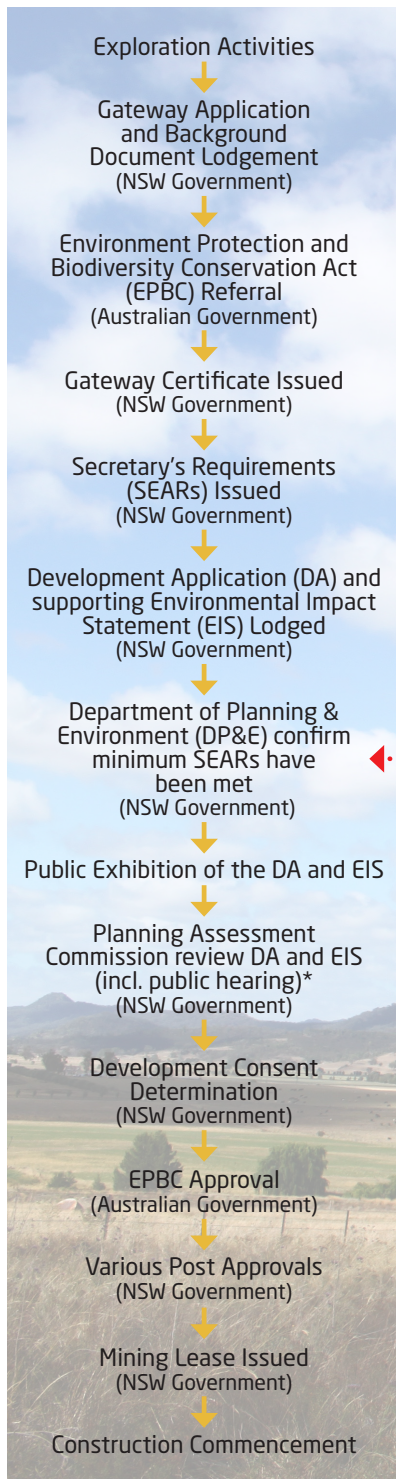 Exploration Activities
Gateway Application
and Background
Document Lodgement
(NSW Government)
Environment Protection and
Biodiversity Conservation Act
(EPBC) Referral
(Australian Government)
Gateway Certificate Issued
(NSW Government)
Secretary's Requirements
(SEARs) Issued
(NSW Government)
Development Application (DA) and
supporting Environmental Impact
Statement (EIS) Lodged
(NSW Government)
Department of Planning &
Environment (DP&E) confirm
minimum SEARs have
been met
(NSW Government)
Public Exhibition of the DA and EIS
Planning Assessment
Commission review DA and EIS
(incl. public hearing)*
(NSW Government)
Development Consent
Determination
(NSW Government)
EPBC Approval
(Australian Government)
Various Post Approvals
(NSW Government)
Mining Lease Issued
(NSW Government)
Construction Commencement